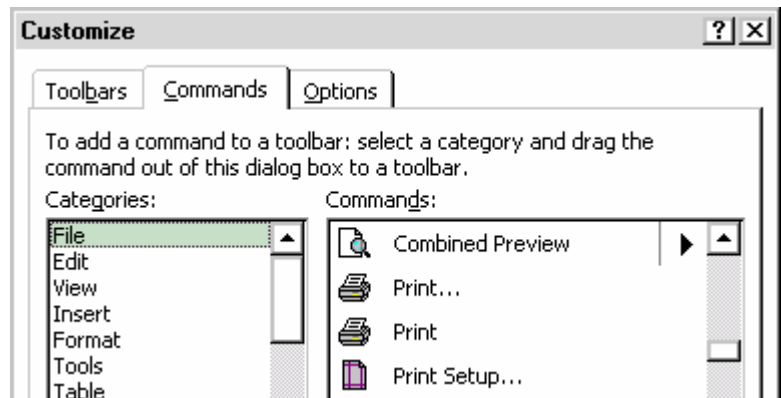 Customize
Toolbars Commands Options
To add a command to a toolbar: select a category and drag the
command out of this dialog box to a toolbar.
Categories: Commands:
File
Edit
View
Insert
Format
Tools
Table
Combined Preview
Print...
Print
Print Setup...